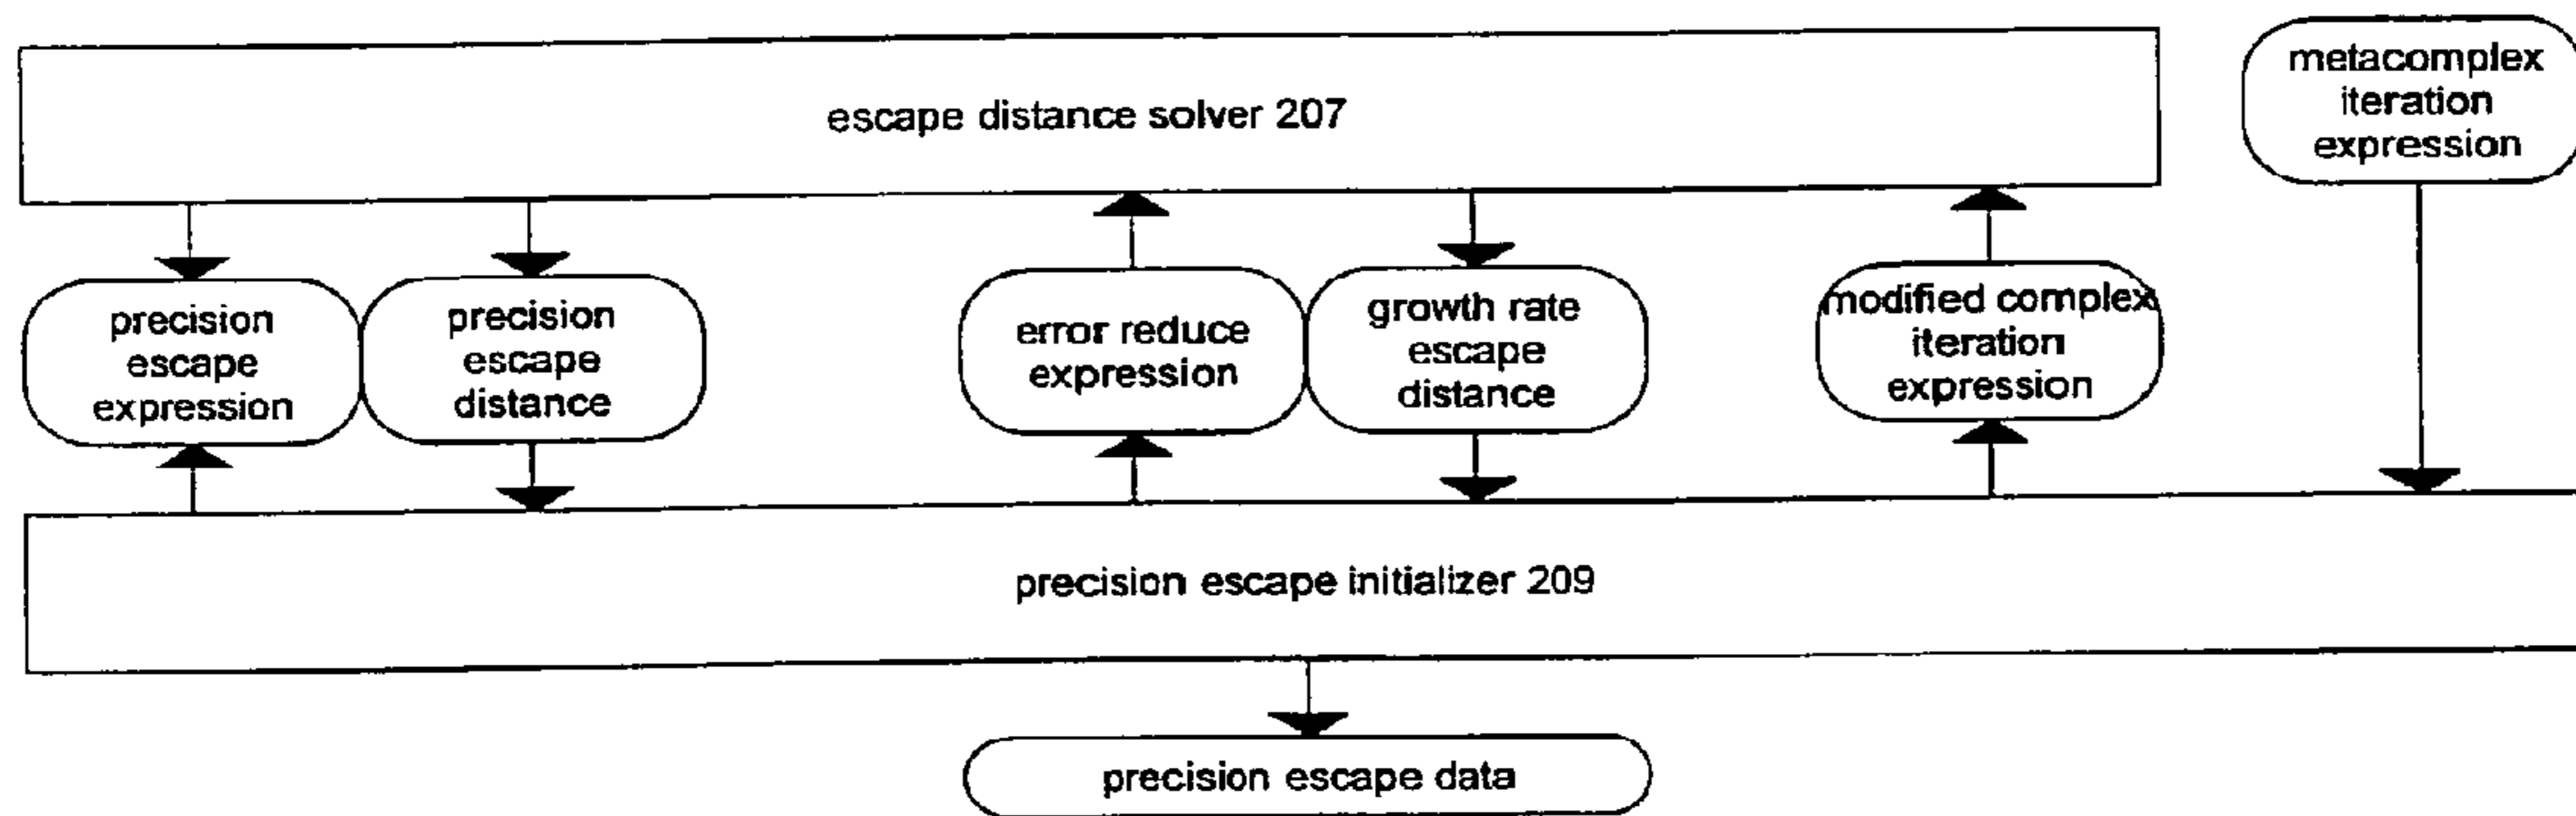 escape distance solver 207
metacomplex
iteration
expression
precision
escape
expression
precision
escape
distance
error reduce
expression
growth rate
escape
distance
modified complex
iteration
expression
precision escape initializer 209
precision escape data